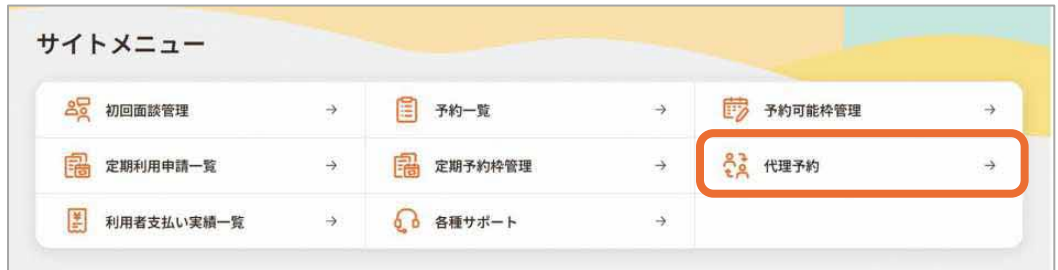 サイトメニュー
初回面談管理 →
予約一覧 →
予約可能枠管理 →
定期利用申請一覧 →
定期予約枠管理 →
代理予約 →
利用者支払い実績一覧 →
各種サポート →